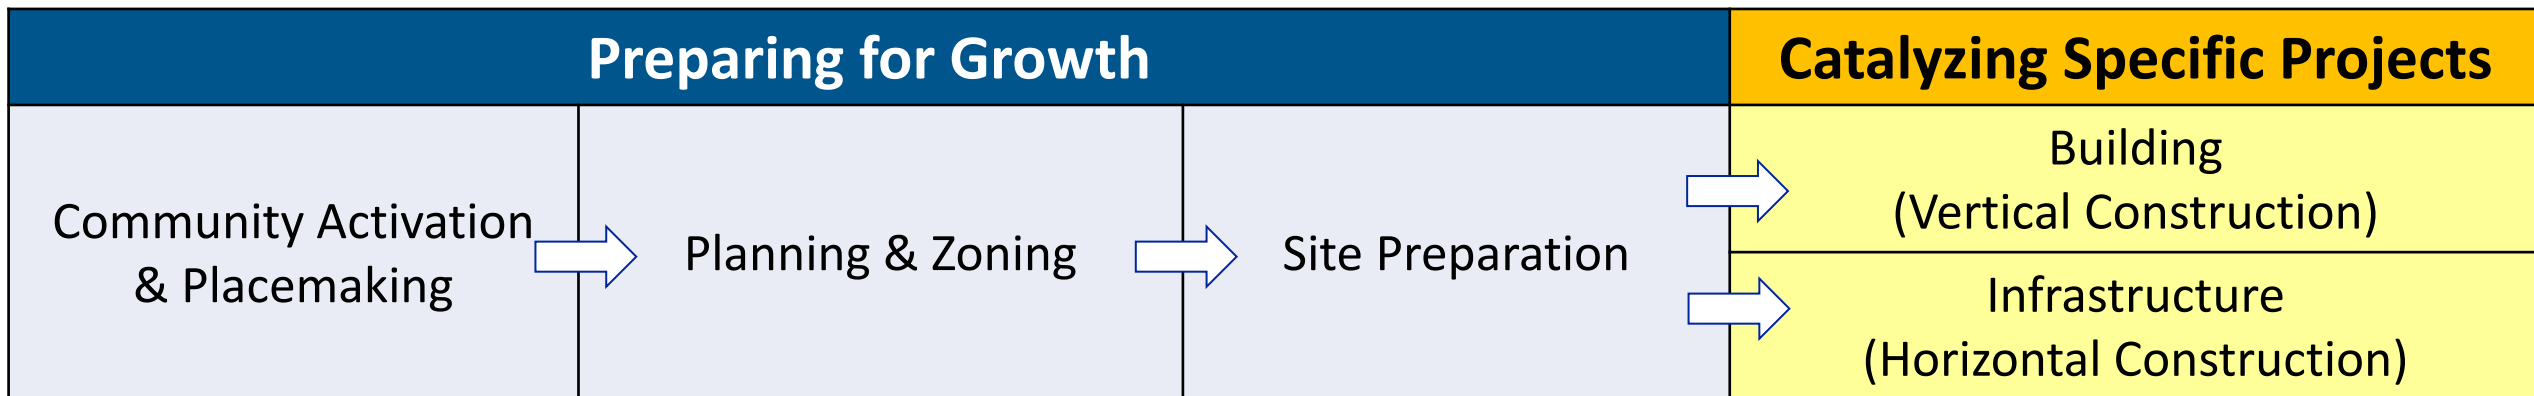 Preparing for Growth
Catalyzing Specific Projects
Community Activation
& Placemaking
Planning & Zoning
Site Preparation
Building
(Vertical Construction)
Infrastructure
(Horizontal Construction)